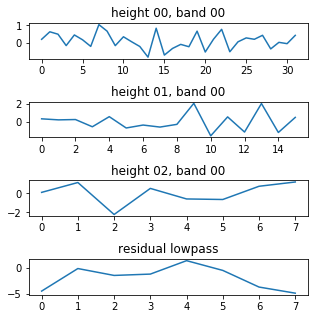 height 00, band 00
1
0
0 5 10 15 20 25 30
height 01, band 00
2
0
0 2 4 6 8 10 12 14
height 02, band 00
0
−2
0 1 2 3 4 5 6 7
residual lowpass
0
−5
0 1 2 3 4 5 6 7